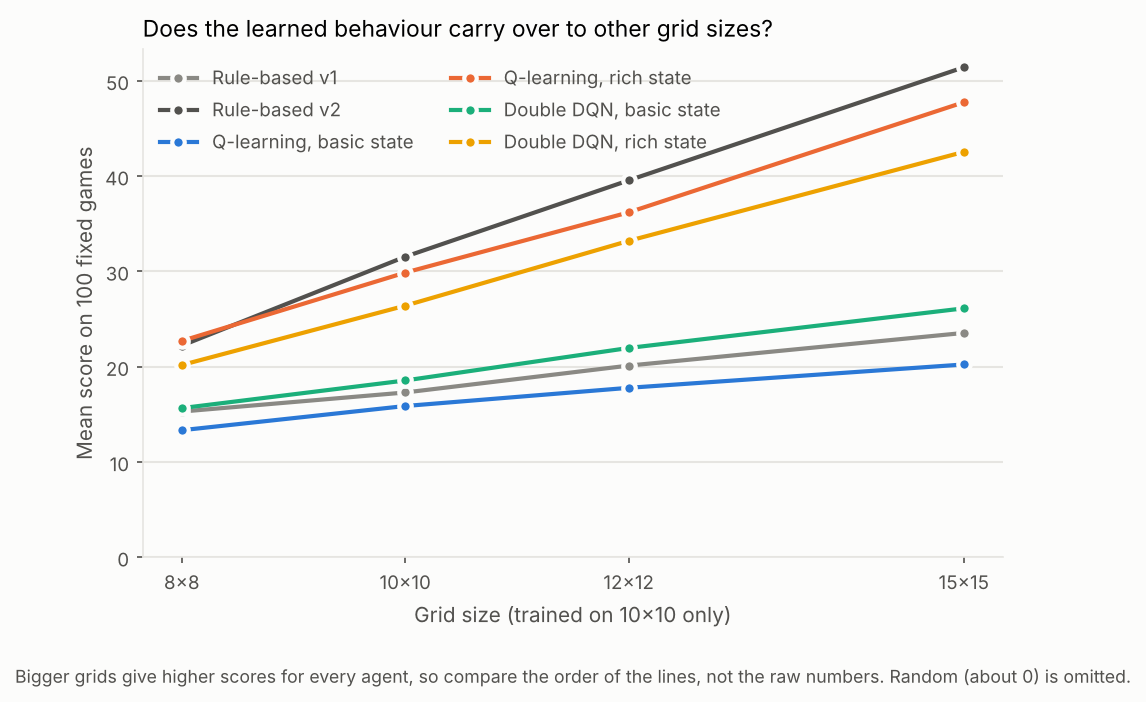 Does the learned behaviour carry over to other grid sizes?
Rule-based v1
Rule-based v2
Q-learning, basic state
Q-learning, rich state
Double DQN, basic state
Double DQN, rich state
Mean score on 100 fixed games
50
40
30
20
10
0
8×8
10×10
12×12
15×15
Grid size (trained on 10×10 only)
Bigger grids give higher scores for every agent, so compare the order of the lines, not the raw numbers. Random (about 0) is omitted.